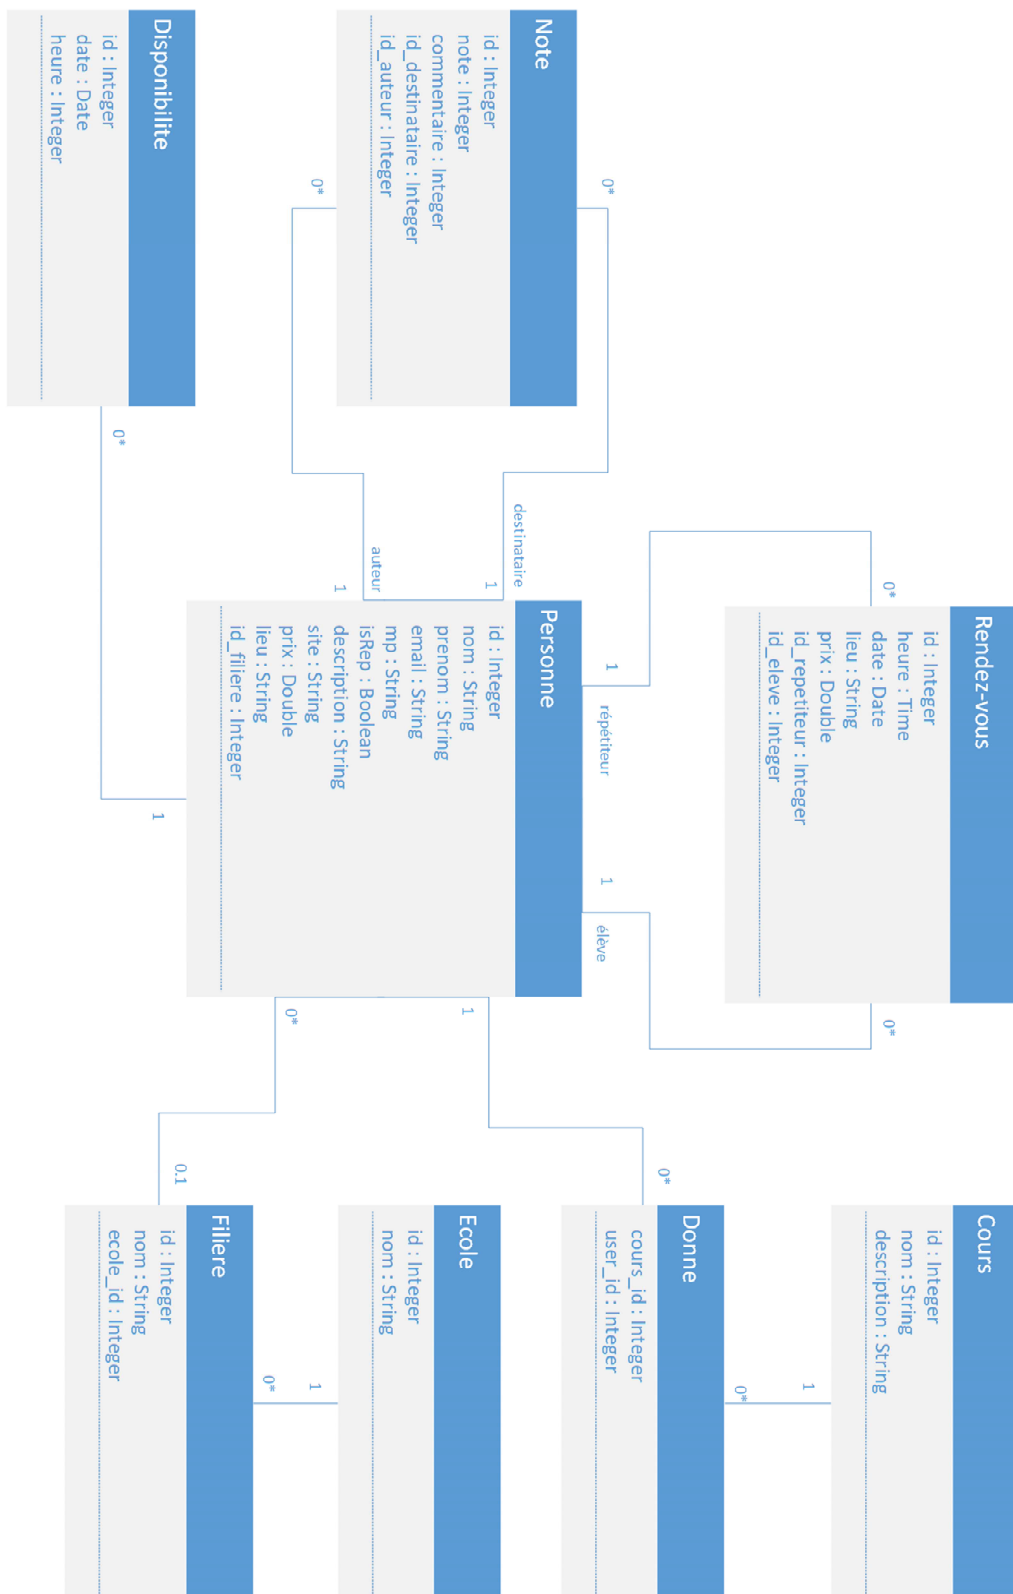 Note
id : Integer
note : Integer
commentaire : Integer
id_destinataire : Integer
id_auteur : Integer
0*
0*
Disponibilite
id : Integer
date : Date
heure : Integer
0*
destinataire
1
auteur
1
Rendez-vous
id : Integer
heure : Time
date : Date
lieu : String
prix : Double
id_repetiteur : Integer
id_eleve : Integer
0*
0*
1
répétiteur
1
élève
Personne
id : Integer
nom : String
prenom : String
email : String
mp : String
isRep : Boolean
description : String
site : String
prix : Double
lieu : String
id_filiere : Integer
1
1
0*
Cours
id : Integer
nom : String
description : String
1
0*
Donne
cours_id : Integer
user_id : Integer
0*
Ecole
id : Integer
nom : String
1
0*
Filiere
id : Integer
nom : String
ecole_id : Integer
0.1